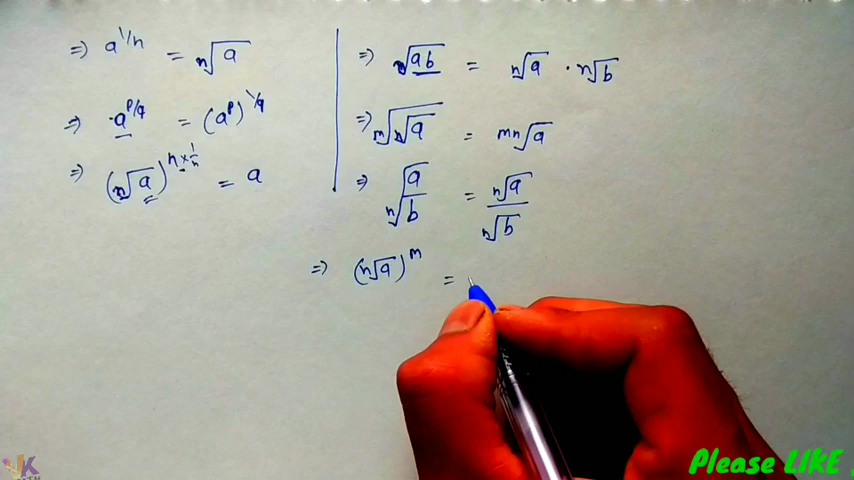 ⇒ a^{1/n} = ⁿ√a
⇒ a^{p/q} = (a^p)^{1/q}
⇒ (ⁿ√a)^{n×1/n} = a
⇒ ⁿ√ab = ⁿ√a · ⁿ√b
⇒ ᵐ√ⁿ√a = ᵐⁿ√a
⇒ ⁿ√a/b = ⁿ√a / ⁿ√b
⇒ (ⁿ√a)^m =
Please LIKE